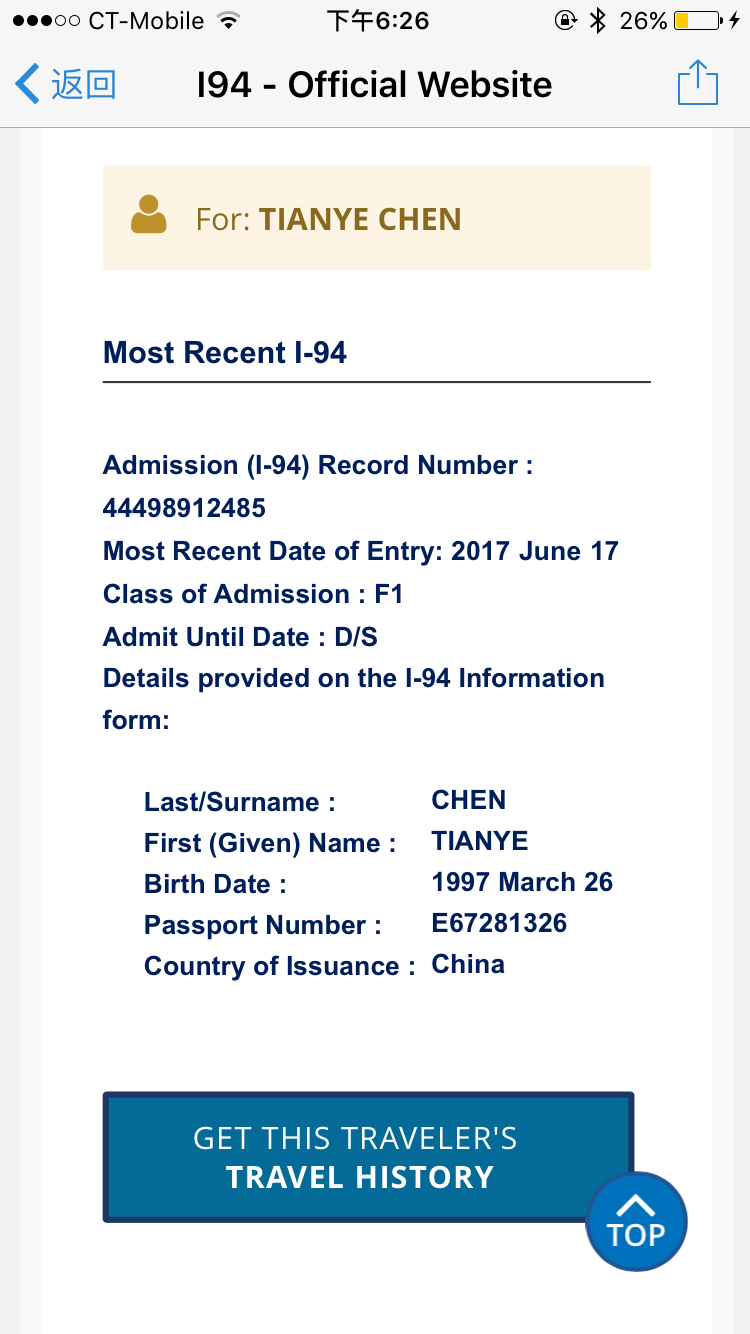 CT-Mobile 下午6:26 26%
返回 I94 - Official Website
For: TIANYE CHEN
Most Recent I-94
Admission (I-94) Record Number :
44498912485
Most Recent Date of Entry: 2017 June 17
Class of Admission : F1
Admit Until Date : D/S
Details provided on the I-94 Information
form:
Last/Surname : CHEN
First (Given) Name : TIANYE
Birth Date : 1997 March 26
Passport Number : E67281326
Country of Issuance : China
GET THIS TRAVELER'S
TRAVEL HISTORY
TOP